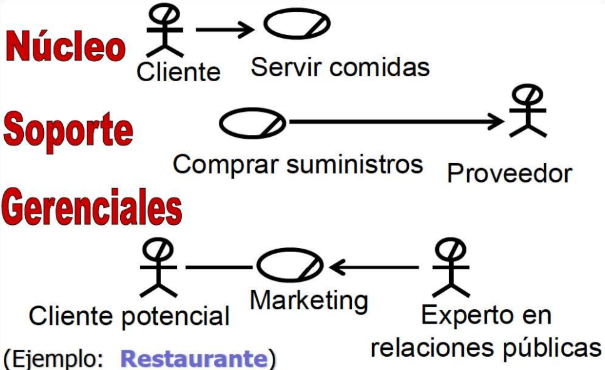 Núcleo
Cliente
Servir comidas
Soporte
Comprar suministros
Proveedor
Gerenciales
Cliente potencial
Marketing
Experto en
relaciones públicas
(Ejemplo: Restaurante)